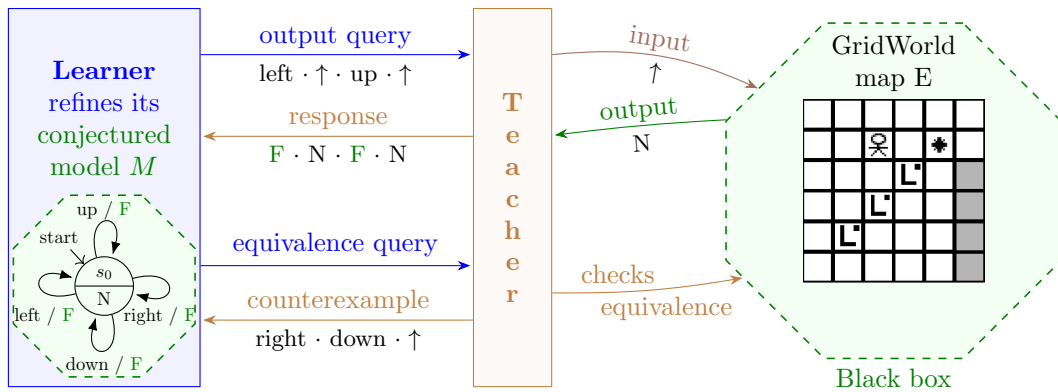 Learner
refines its
conjectured
model M
up / F
start
s₀
N
left / F
right / F
down / F
output query
left · ↑ · up · ↑
response
F · N · F · N
equivalence query
counterexample
right · down · ↑
Teacher
input
↑
output
N
checks
equivalence
GridWorld
map E
Black box